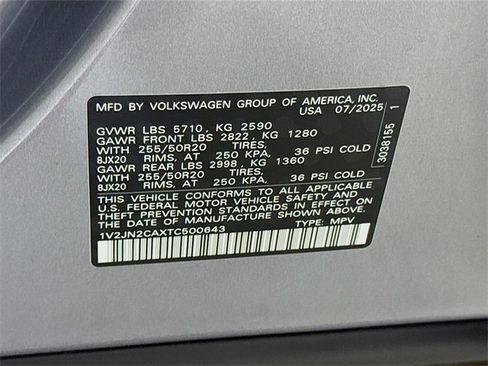 MFD BY VOLKSWAGEN GROUP OF AMERICA, INC.
USA 07/2025
GVWR LBS 5710, KG 2590
GAWR FRONT LBS 2822, KG 1280
WITH 255/50R20 TIRES,
8JX20 RIMS, AT 250 KPA, 36 PSI COLD
GAWR REAR LBS 2998, KG 1360
WITH 255/50R20 TIRES,
8JX20 RIMS, AT 250 KPA, 36 PSI COLD
THIS VEHICLE CONFORMS TO ALL APPLICABLE
U.S. FEDERAL MOTOR VEHICLE SAFETY AND
THEFT PREVENTION STANDARDS IN EFFECT ON
THE DATE OF MANUFACTURE SHOWN ABOVE
1V2JN2CAXTC500643 TYPE: MPV
3038155 1